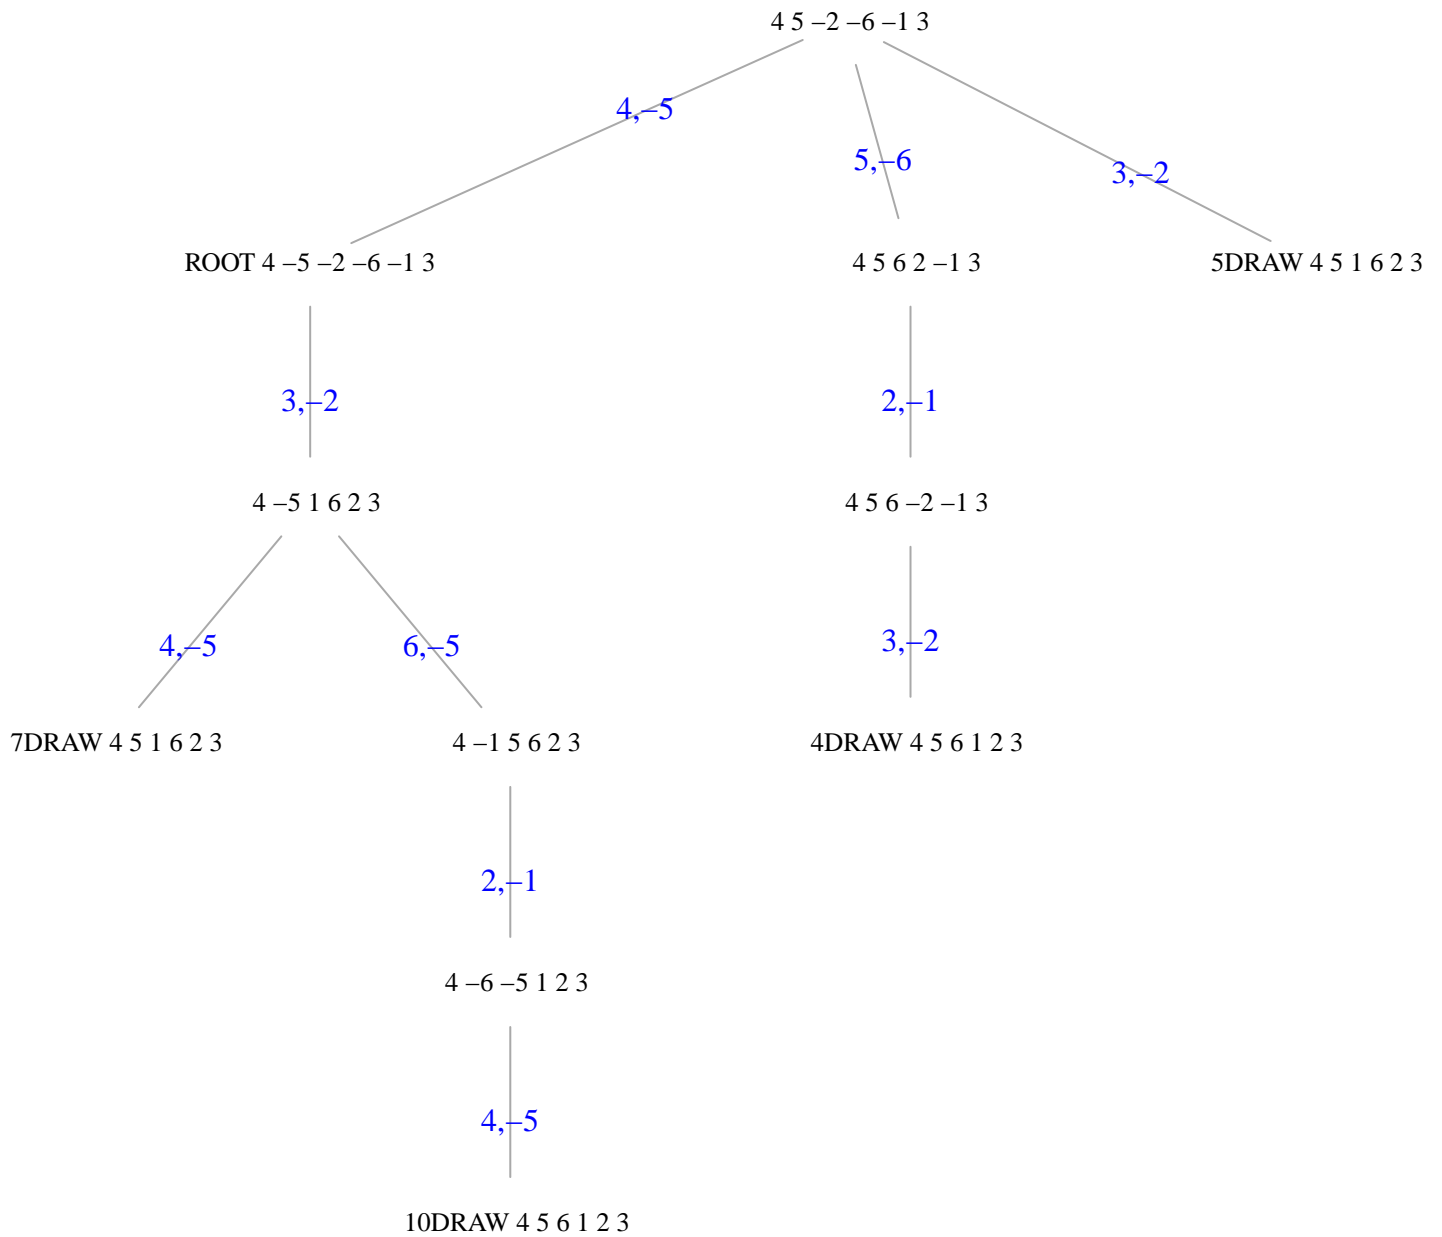 4 5 –2 –6 –1 3
4,–5
5,–6
3,–2
ROOT 4 –5 –2 –6 –1 3
4 5 6 2 –1 3
5DRAW 4 5 1 6 2 3
3,–2
2,–1
4 –5 1 6 2 3
4 5 6 –2 –1 3
4,–5
6,–5
3,–2
7DRAW 4 5 1 6 2 3
4 –1 5 6 2 3
4DRAW 4 5 6 1 2 3
2,–1
4 –6 –5 1 2 3
4,–5
10DRAW 4 5 6 1 2 3